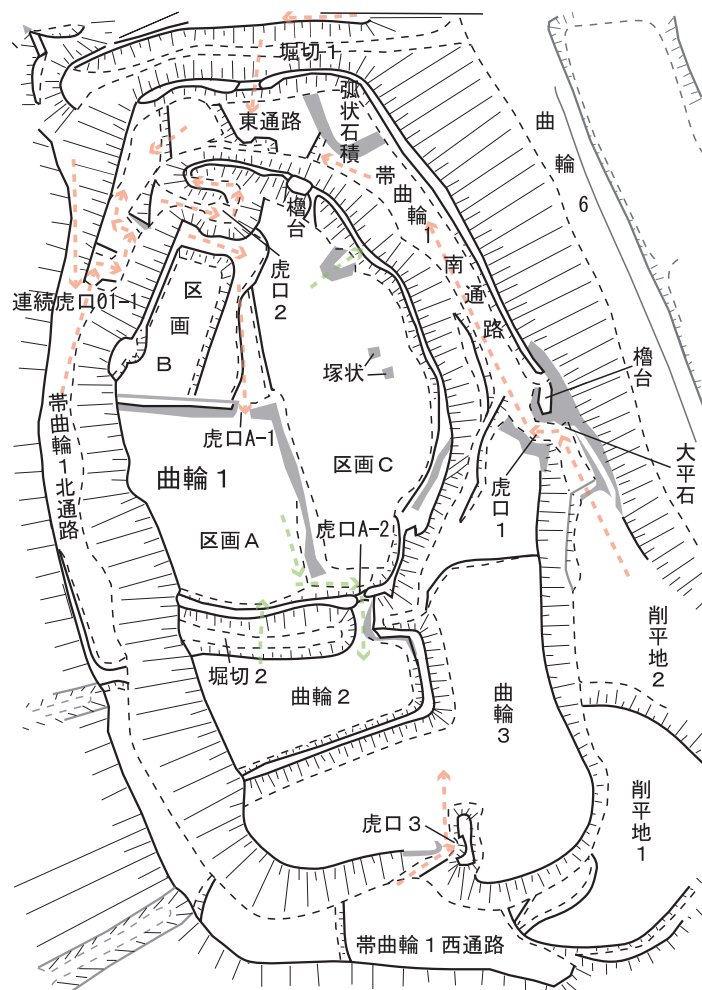 堀切1
東通路
弧状石積
帯曲輪1
南通路
曲輪6
櫓台
虎口2
区画B
連続虎口01-1
塚状
櫓台
大平石
虎口A-1
曲輪1
区画C
虎口1
帯曲輪1北通路
区画A
虎口A-2
削平地2
堀切2
曲輪2
曲輪3
虎口3
削平地1
帯曲輪1西通路